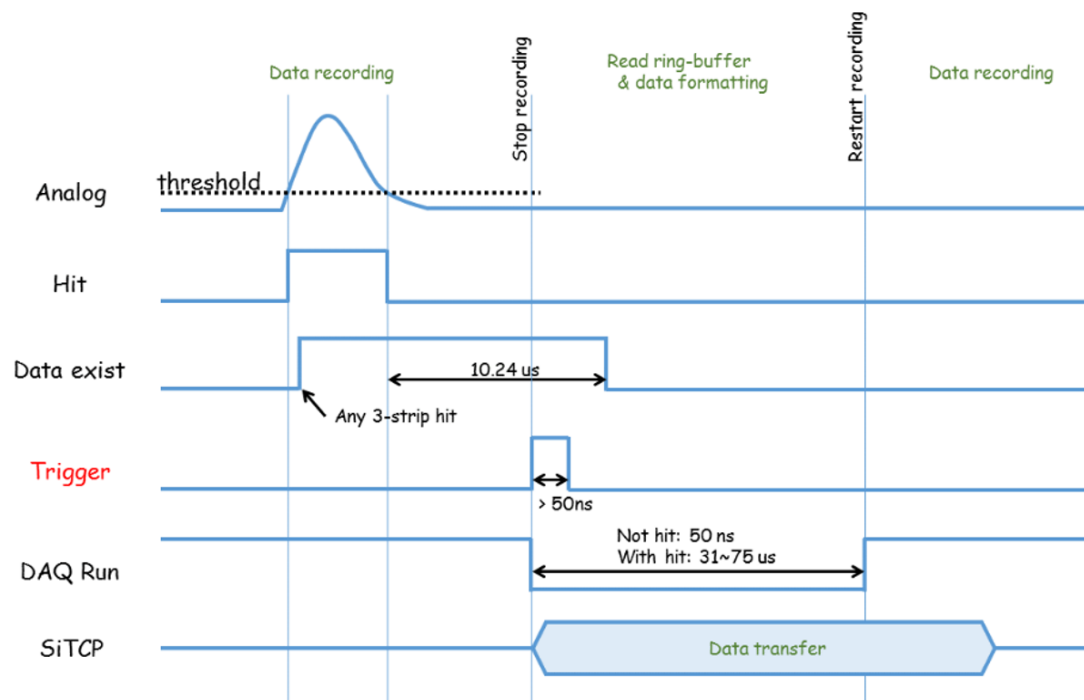 Data recording
Stop recording
Read ring-buffer
& data formatting
Restart recording
Data recording
Analog
threshold
Hit
Data exist
10.24 us
Any 3-strip hit
Trigger
> 50ns
DAQ Run
Not hit: 50 ns
With hit: 31~75 us
SiTCP
Data transfer